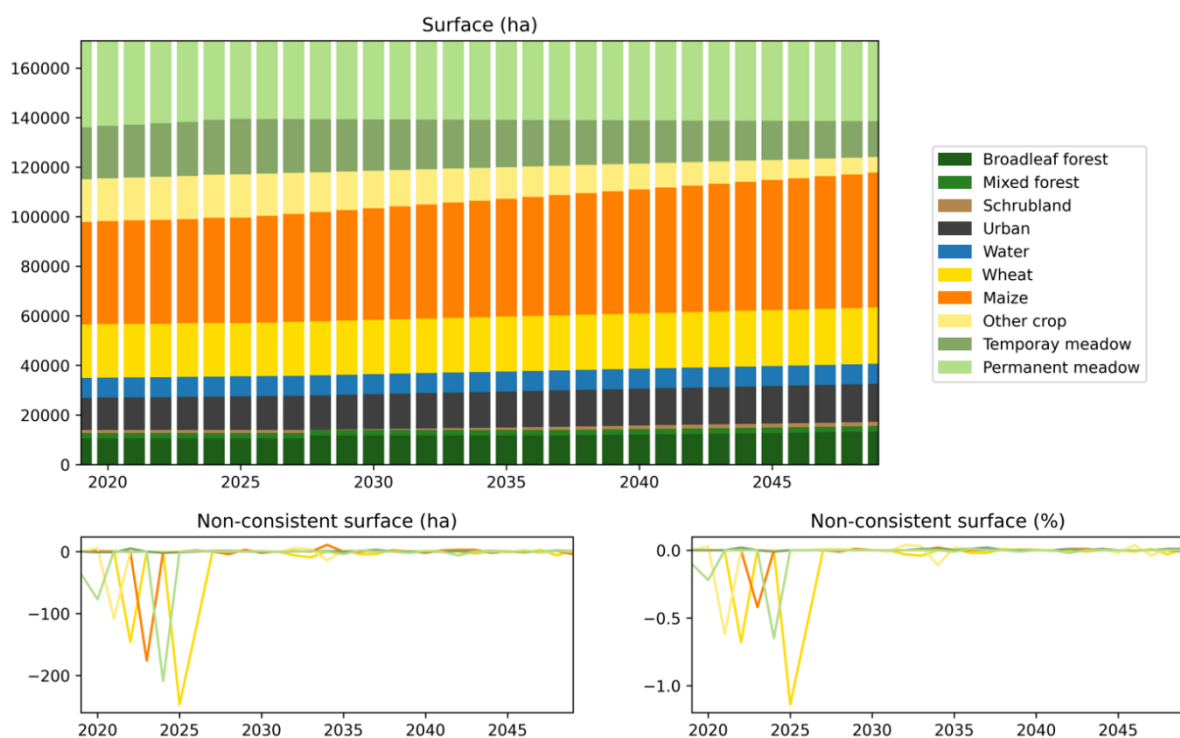 Surface (ha)
160000
140000
120000
100000
80000
60000
40000
20000
0
2020 2025 2030 2035 2040 2045
Broadleaf forest
Mixed forest
Schrubland
Urban
Water
Wheat
Maize
Other crop
Temporay meadow
Permanent meadow
Non-consistent surface (ha)
0
−100
−200
2020 2025 2030 2035 2040 2045
Non-consistent surface (%)
0.0
−0.5
−1.0
2020 2025 2030 2035 2040 2045